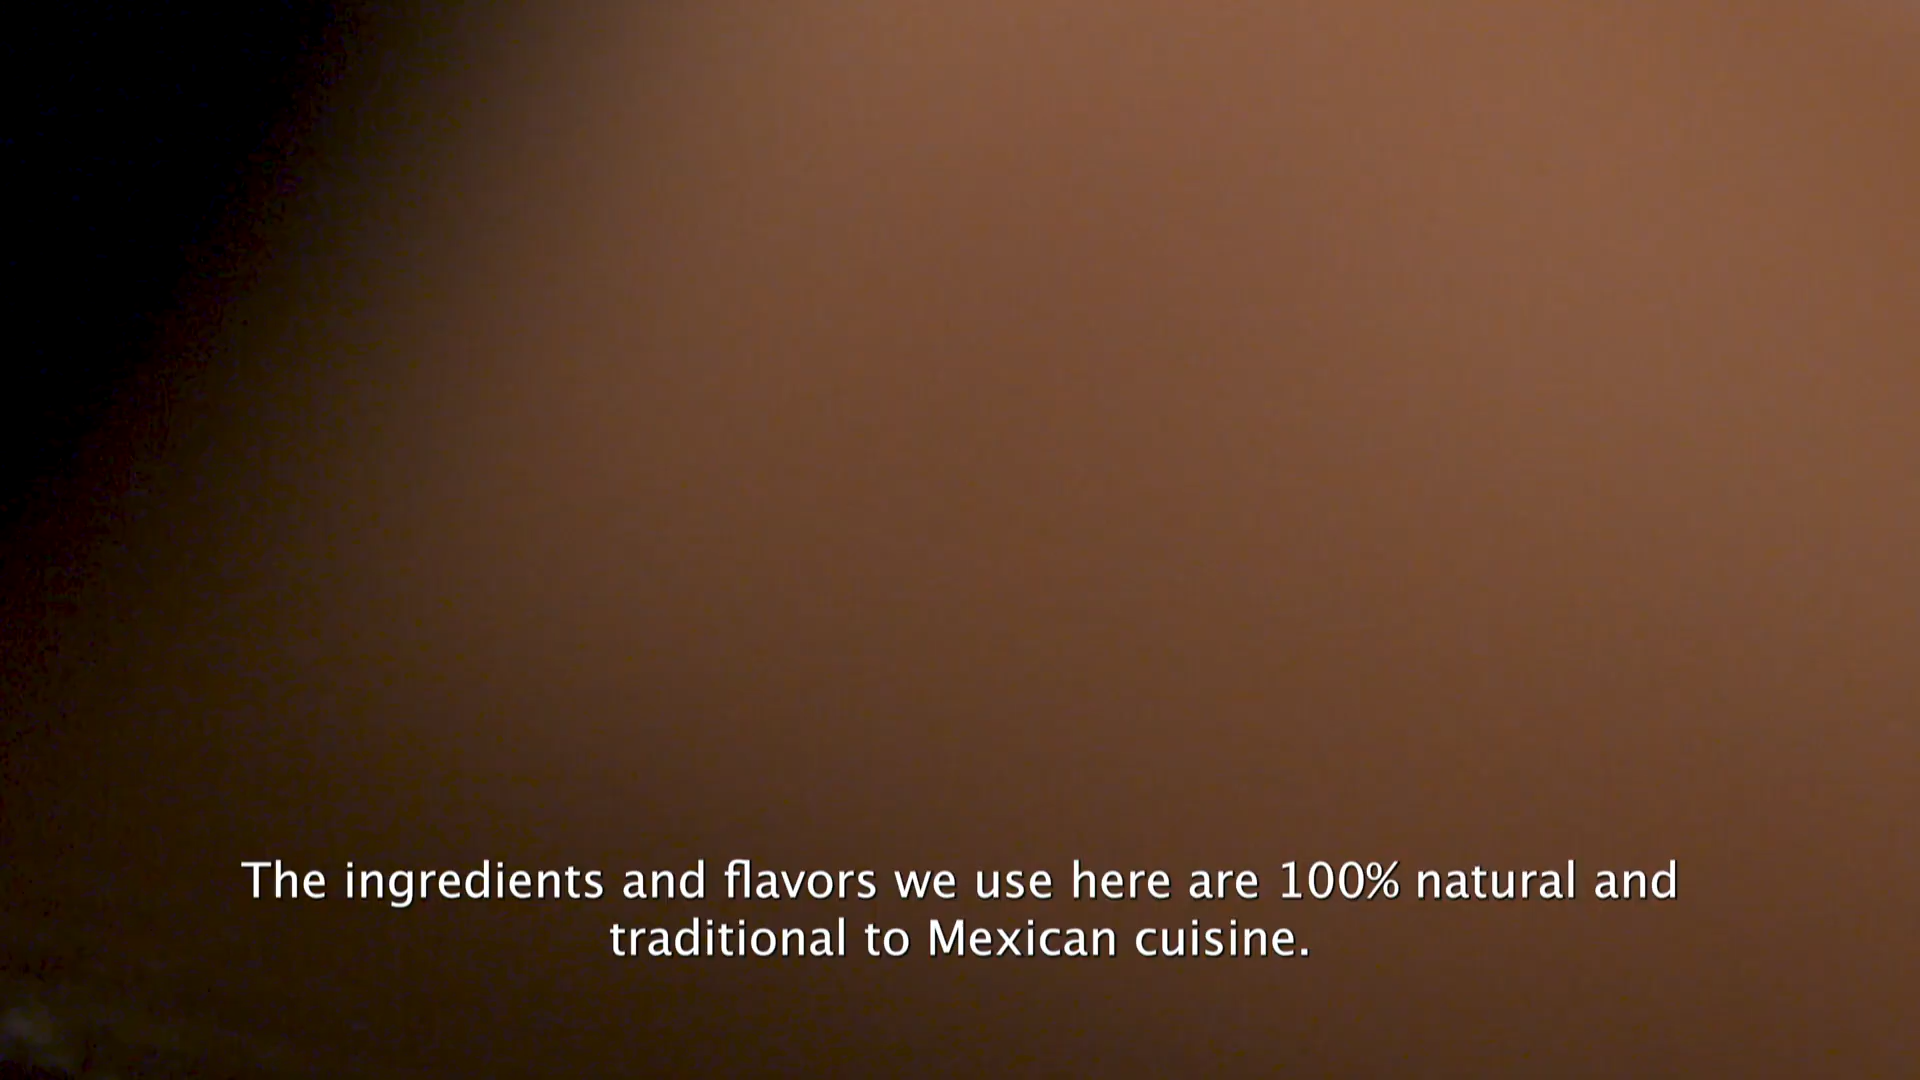 The ingredients and flavors we use here are 100% natural and
traditional to Mexican cuisine.